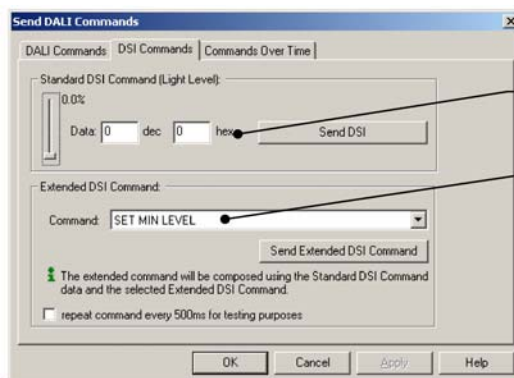 Send DALI Commands
DALI Commands DSI Commands Commands Over Time
Standard DSI Command (Light Level):
0.0%
Data: 0 dec 0 hex Send DSI
Extended DSI Command:
Command: SET MIN LEVEL
Send Extended DSI Command
The extended command will be composed using the Standard DSI Command
data and the selected Extended DSI Command.
repeat command every 500ms for testing purposes
OK Cancel Apply Help